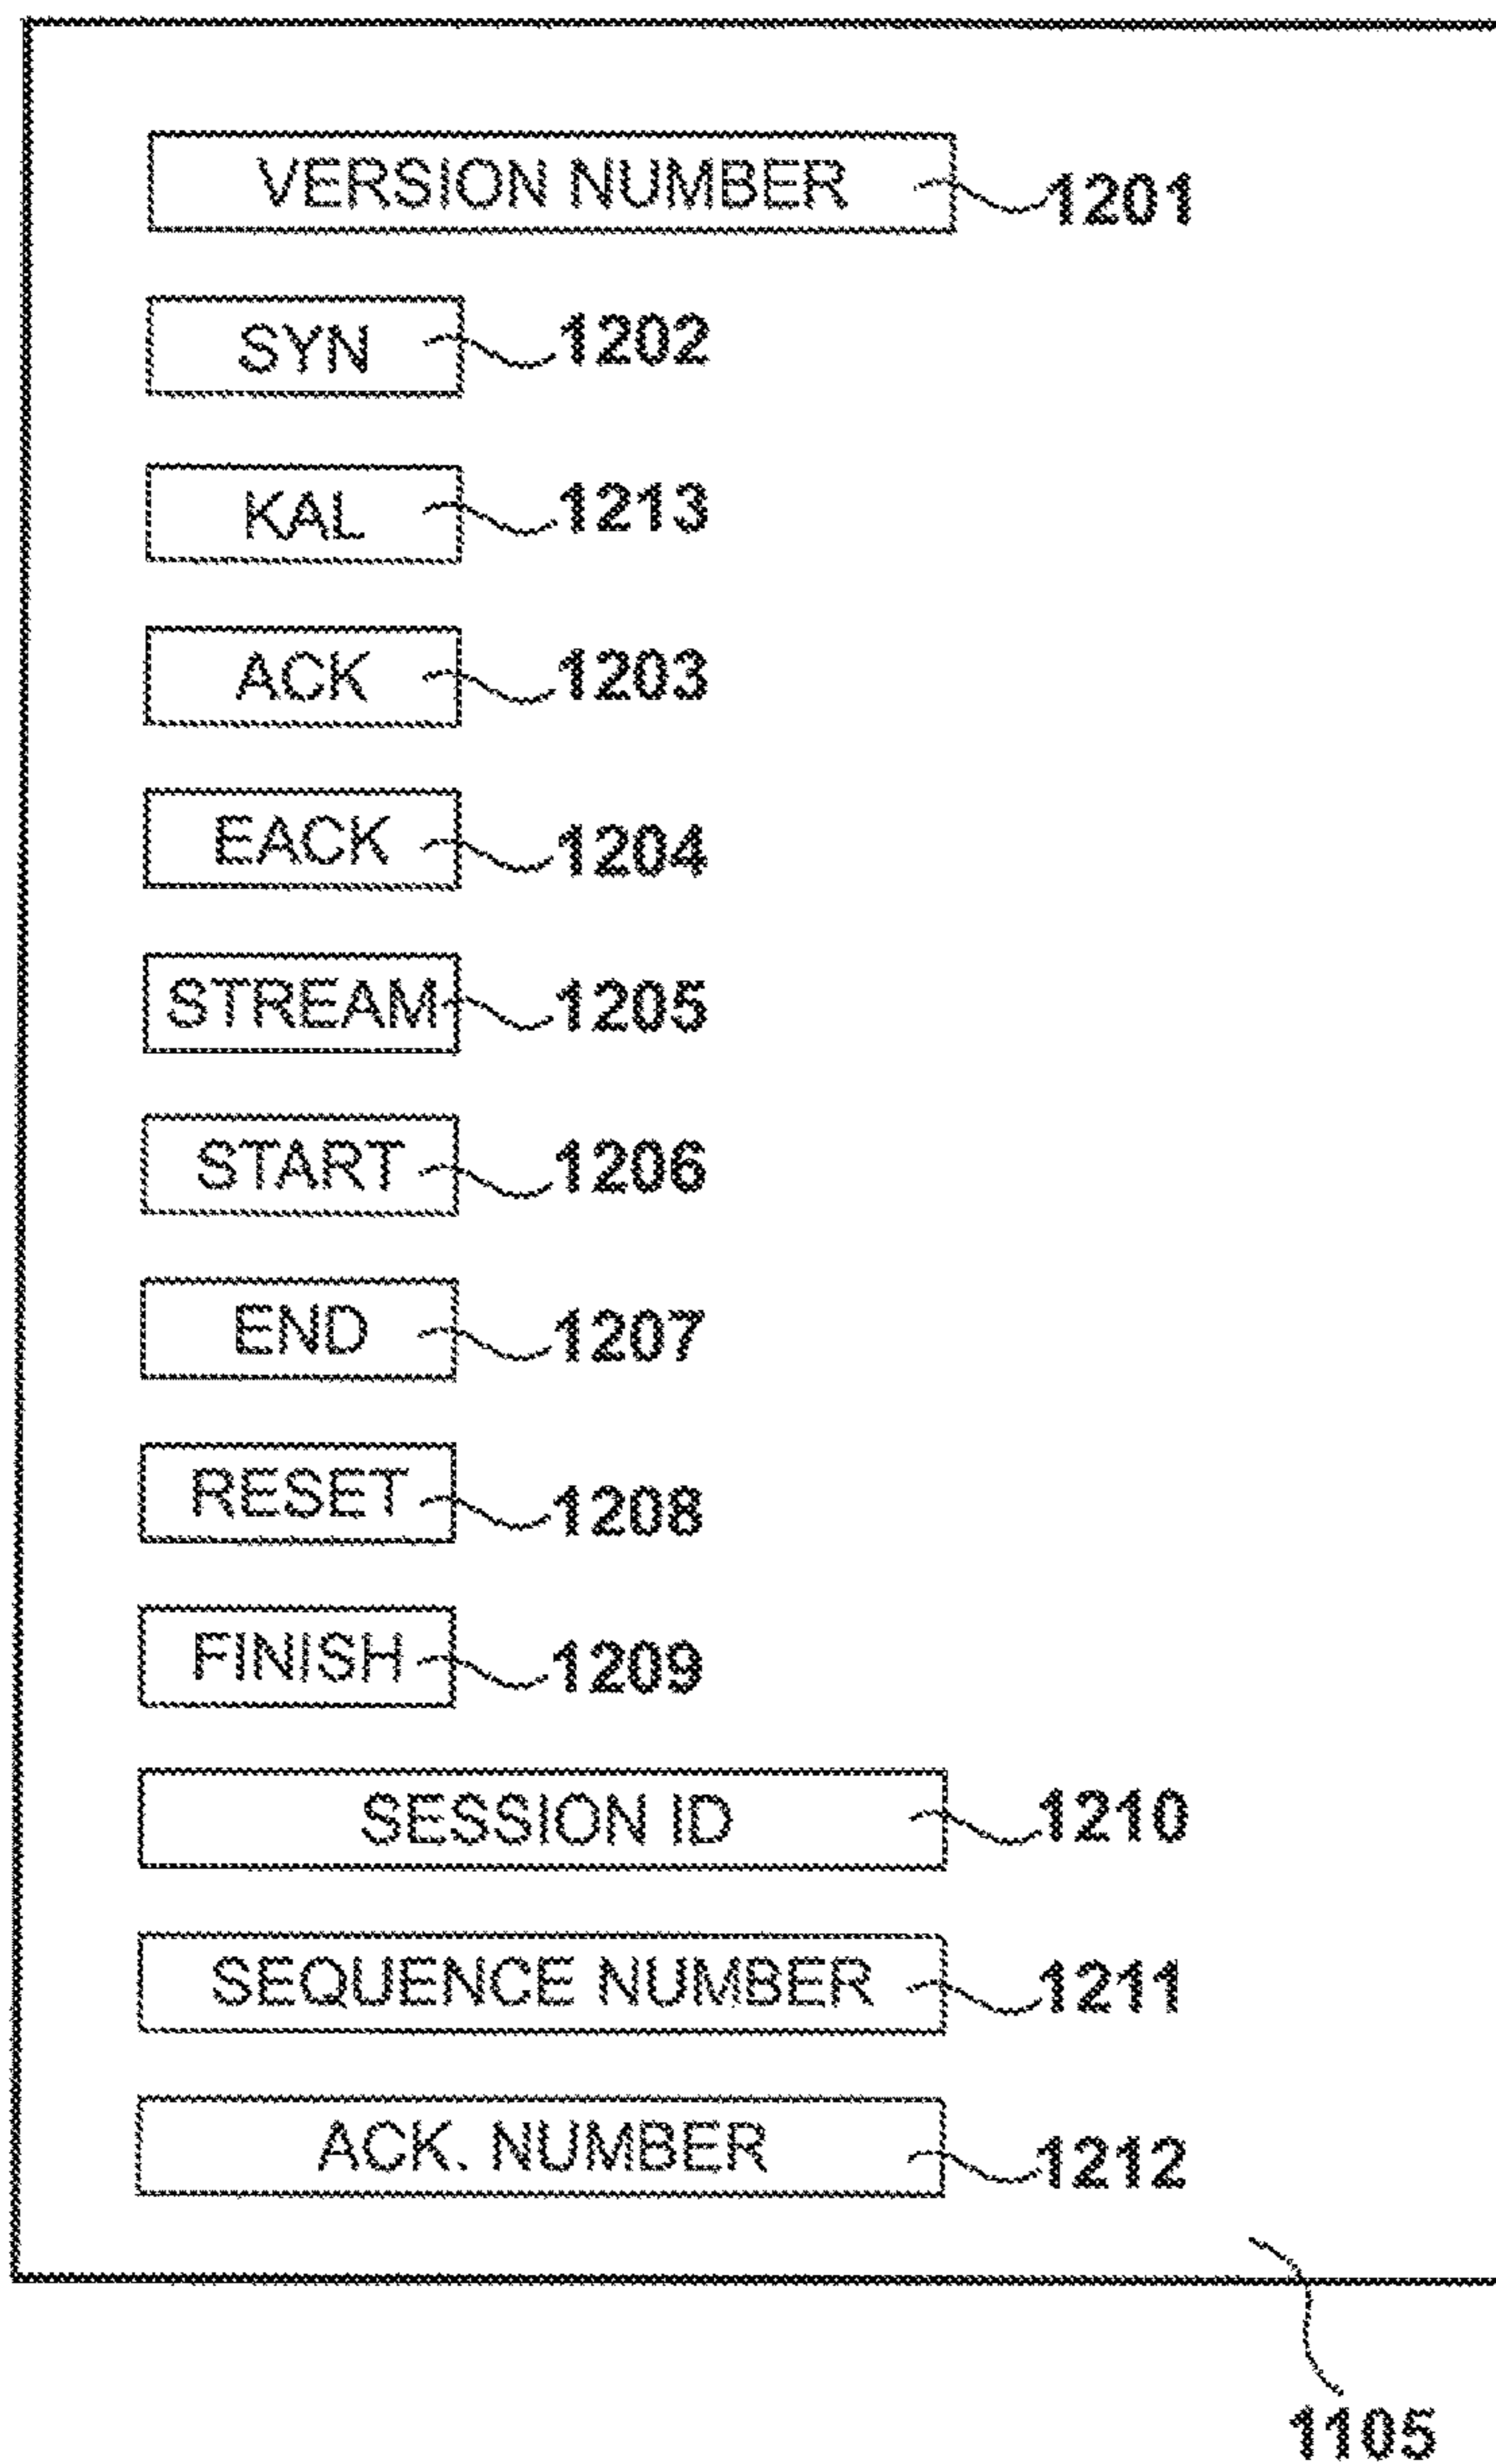 VERSION NUMBER 1201
SYN 1202
KAL 1213
ACK 1203
EACK 1204
STREAM 1205
START 1206
END 1207
RESET 1208
FINISH 1209
SESSION ID 1210
SEQUENCE NUMBER 1211
ACK. NUMBER 1212
1105